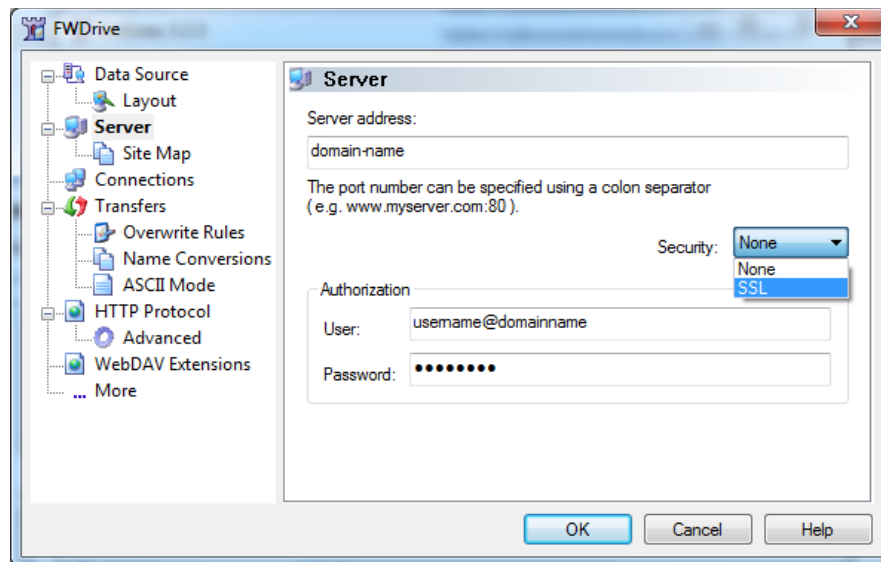 FWDrive
Data Source
Layout
Server
Site Map
Connections
Transfers
Overwrite Rules
Name Conversions
ASCII Mode
HTTP Protocol
Advanced
WebDAV Extensions
... More
Server
Server address:
domain-name
The port number can be specified using a colon separator
( e.g. www.myserver.com:80 ).
Security: None
None
SSL
Authorization
User: username@domainname
Password: ••••••••
OK Cancel Help